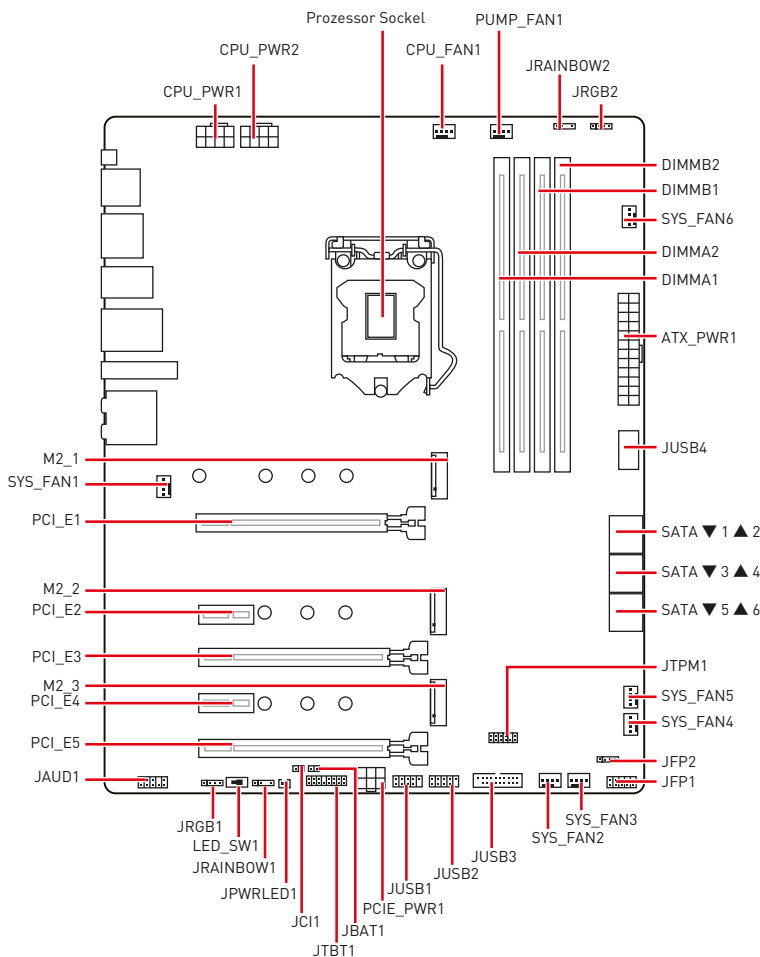 Prozessor Sockel
PUMP_FAN1
CPU_PWR2
CPU_FAN1
JRAINBOW2
CPU_PWR1
JRGB2
DIMMB2
DIMMB1
SYS_FAN6
DIMMA2
DIMMA1
ATX_PWR1
JUSB4
M2_1
SYS_FAN1
PCI_E1
SATA ▼ 1 ▲ 2
M2_2
SATA ▼ 3 ▲ 4
PCI_E2
SATA ▼ 5 ▲ 6
PCI_E3
JTPM1
M2_3
PCI_E4
SYS_FAN5
SYS_FAN4
PCI_E5
JFP2
JAUD1
JFP1
JRGB1
SYS_FAN3
LED_SW1
SYS_FAN2
JRAINBOW1
JUSB3
JUSB2
JPWRLED1
JUSB1
PCIE_PWR1
JCI1
JBAT1
JTBT1